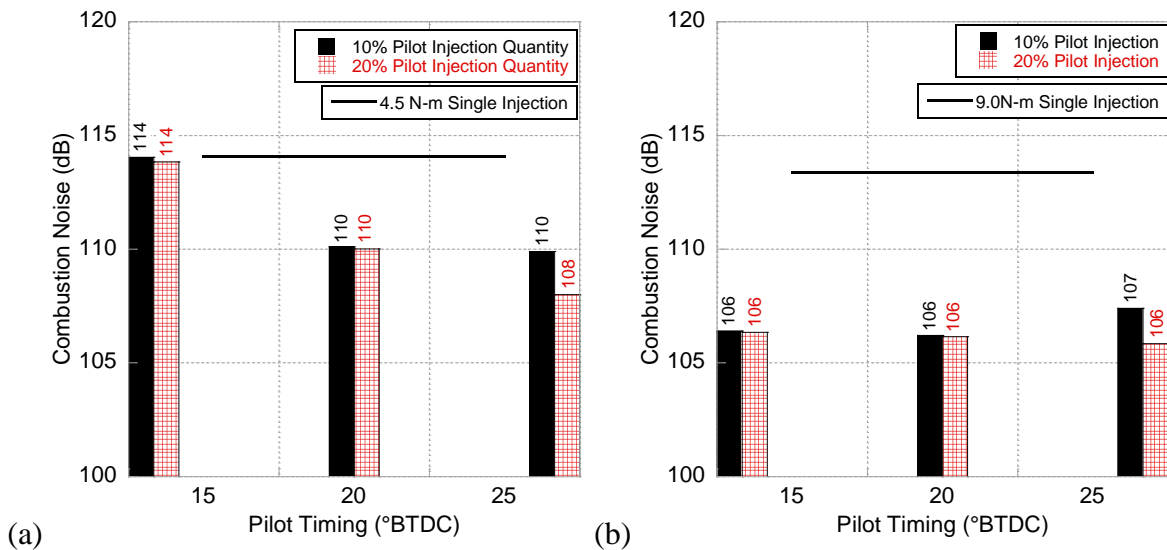 120
115
110
105
100
Combustion Noise (dB)
10% Pilot Injection Quantity
20% Pilot Injection Quantity
4.5 N-m Single Injection
114
114
110
110
110
108
15
20
25
Pilot Timing (°BTDC)
(a)
120
115
110
105
100
Combustion Noise (dB)
10% Pilot Injection
20% Pilot Injection
9.0N-m Single Injection
106
106
106
106
107
106
15
20
25
Pilot Timing (°BTDC)
(b)